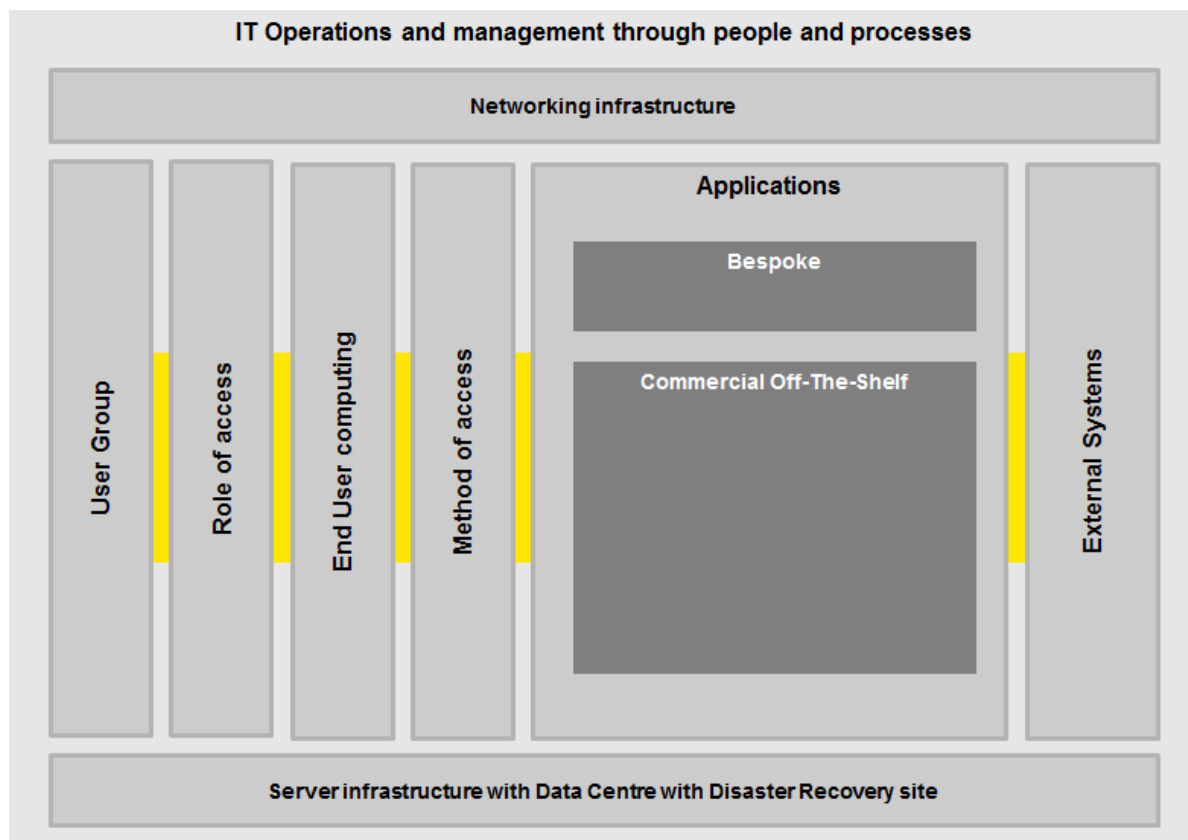 IT Operations and management through people and processes
Networking infrastructure
User Group
Role of access
End User computing
Method of access
Applications
Bespoke
Commercial Off-The-Shelf
External Systems
Server infrastructure with Data Centre with Disaster Recovery site